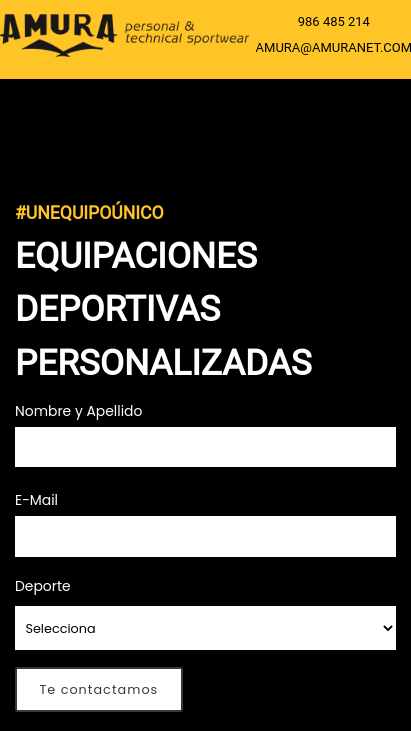 AMURA personal &
technical sportwear
986 485 214
AMURA@AMURANET.COM
#UNEQUIPOÚNICO
EQUIPACIONES
DEPORTIVAS
PERSONALIZADAS
Nombre y Apellido
E-Mail
Deporte
Selecciona
Te contactamos